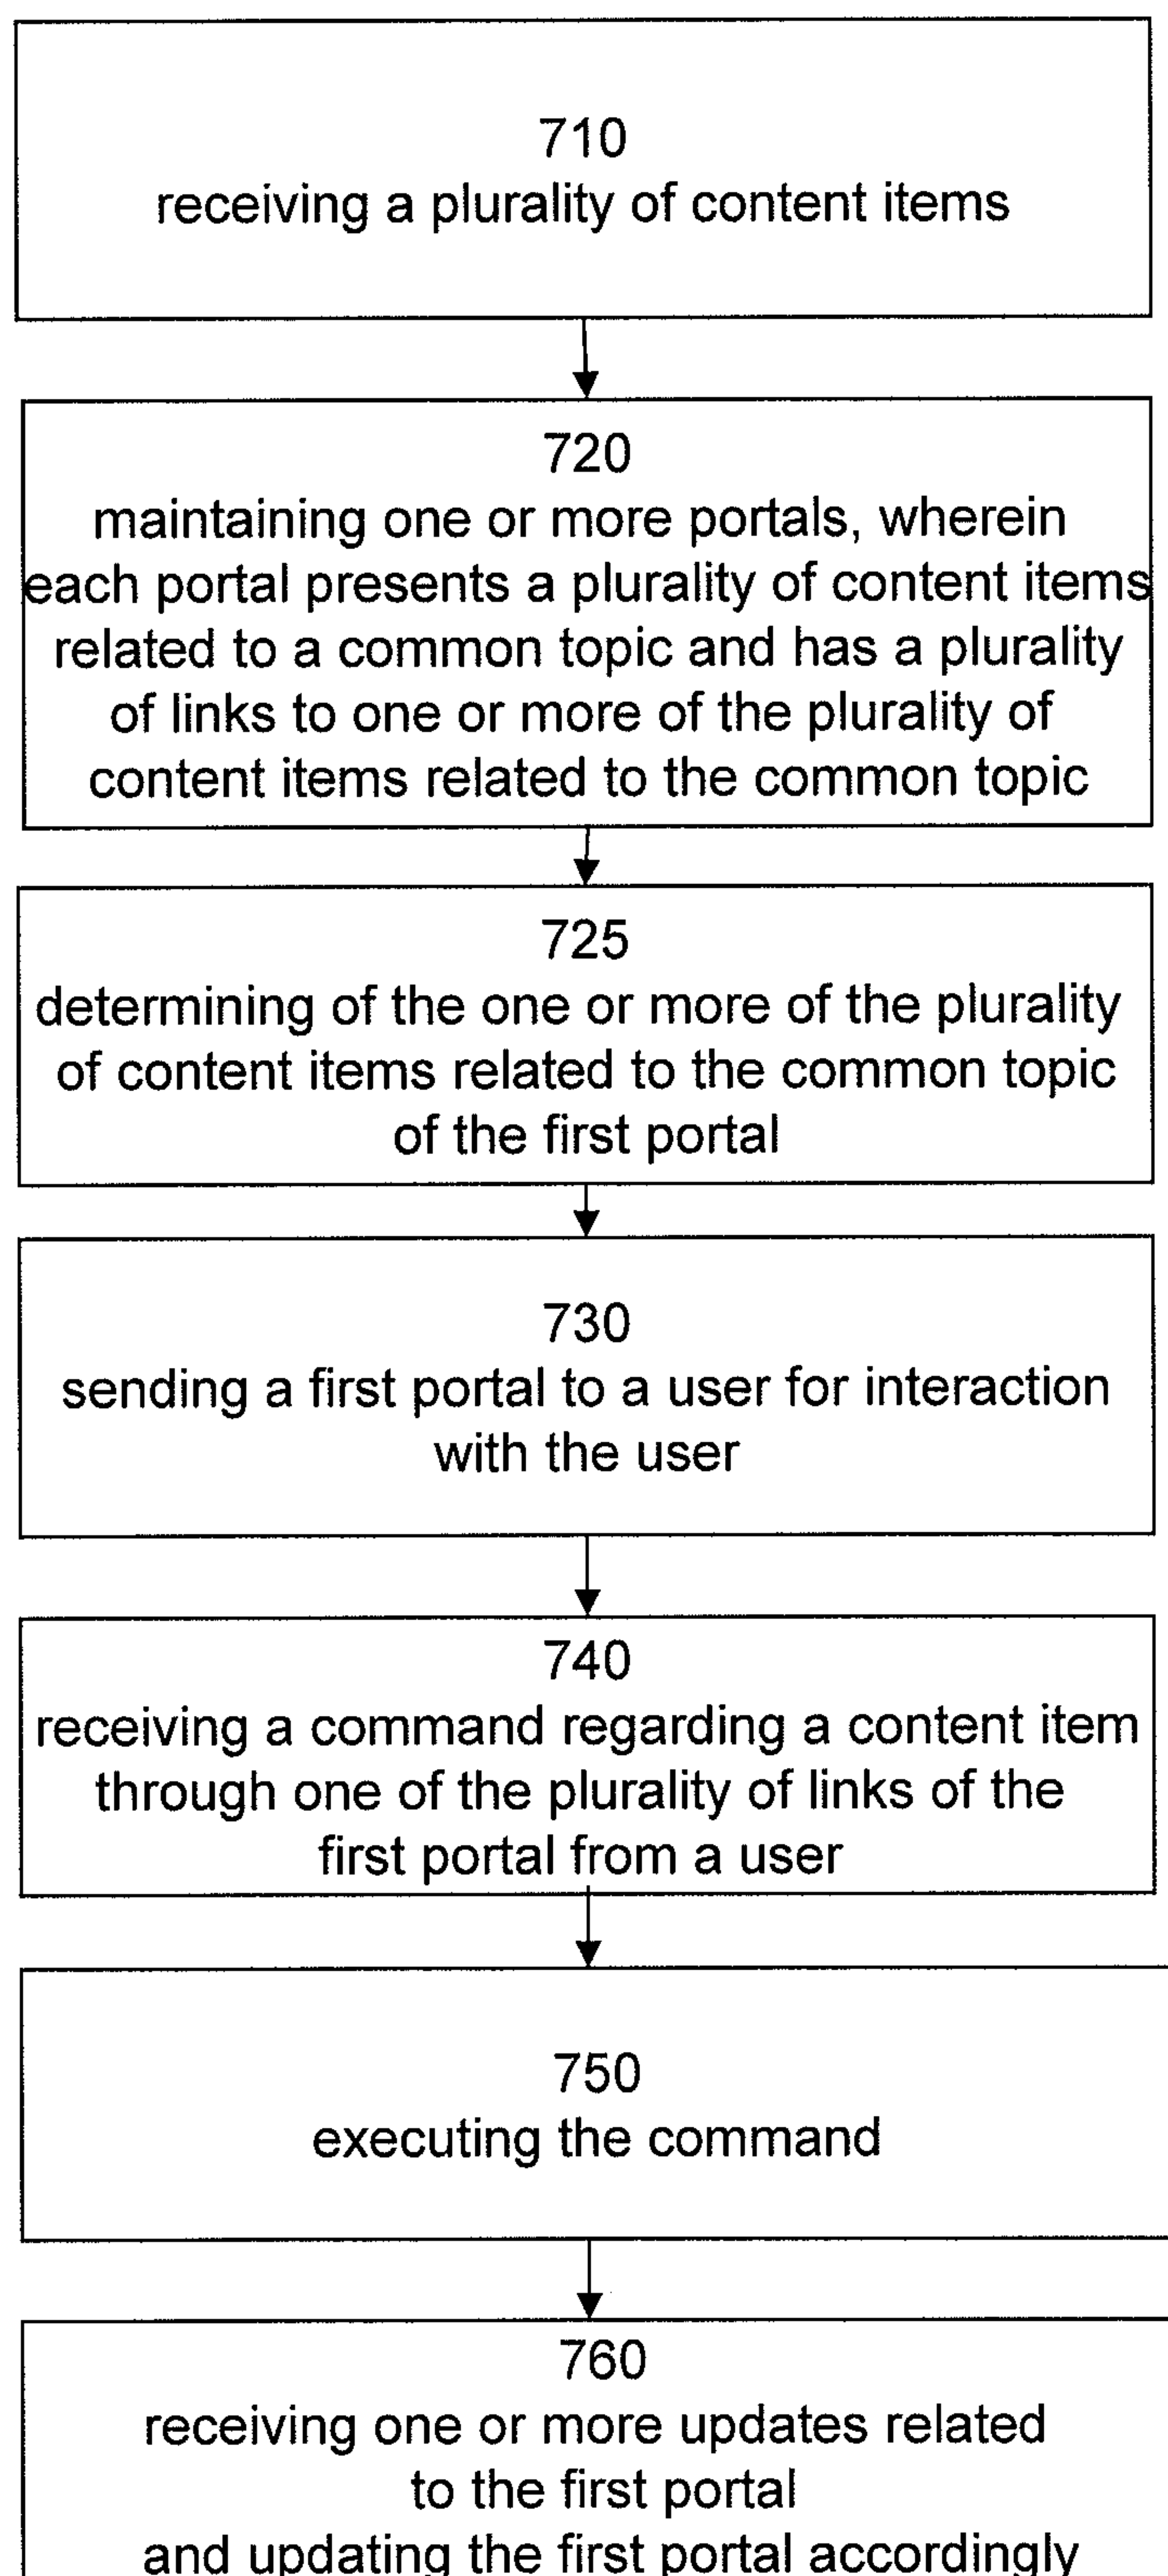 710
receiving a plurality of content items
720
maintaining one or more portals, wherein
each portal presents a plurality of content items
related to a common topic and has a plurality
of links to one or more of the plurality of
content items related to the common topic
725
determining of the one or more of the plurality
of content items related to the common topic
of the first portal
730
sending a first portal to a user for interaction
with the user
740
receiving a command regarding a content item
through one of the plurality of links of the
first portal from a user
750
executing the command
760
receiving one or more updates related
to the first portal
and updating the first portal accordingly